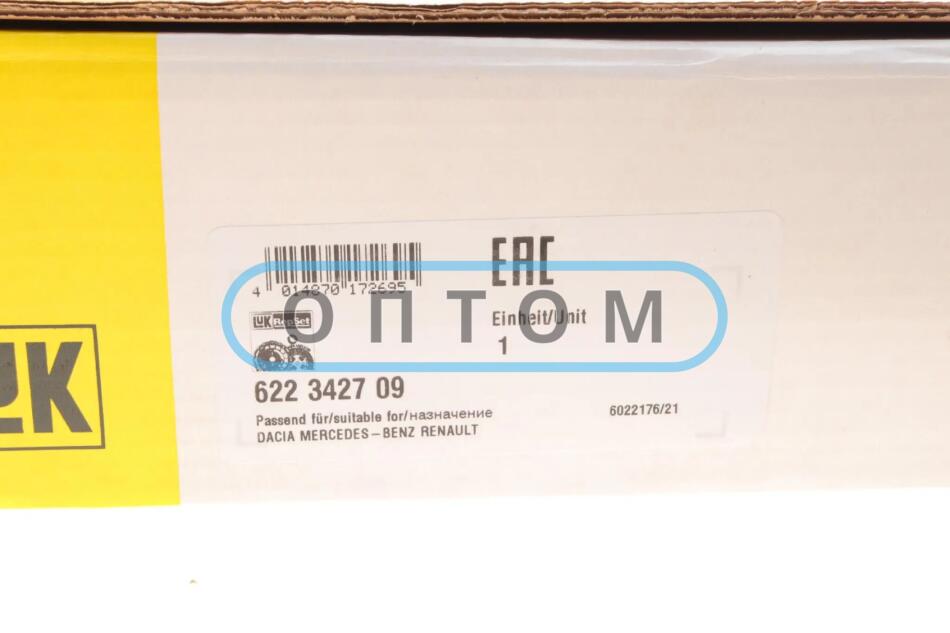 EAC
4 014870 172695
ОПТОМ
LUK RepSet
Einheit/Unit
1
LUK
622 3427 09
Passend für/suitable for/назначение
6022176/21
DACIA MERCEDES-BENZ RENAULT